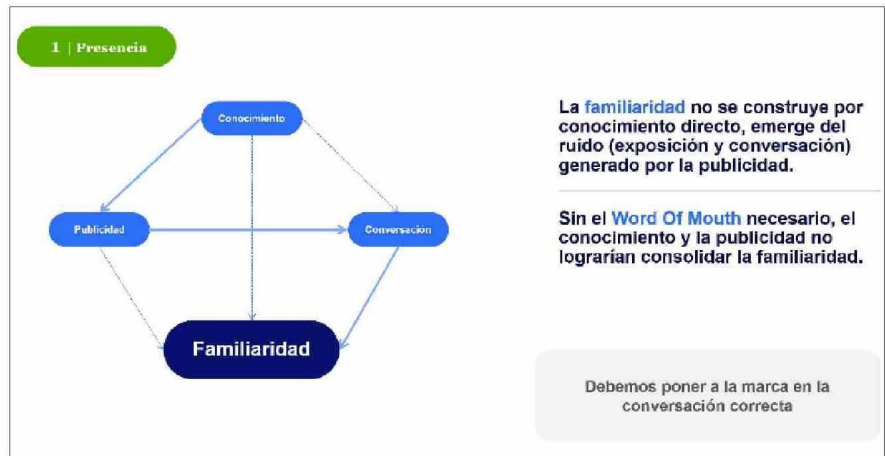 1 | Presencia
Conocimiento
Publicidad
Conversación
Familiaridad
La familiaridad no se construye por
conocimiento directo, emerge del
ruido (exposición y conversación)
generado por la publicidad.
Sin el Word Of Mouth necesario, el
conocimiento y la publicidad no
lograrían consolidar la familiaridad.
Debemos poner a la marca en la
conversación correcta